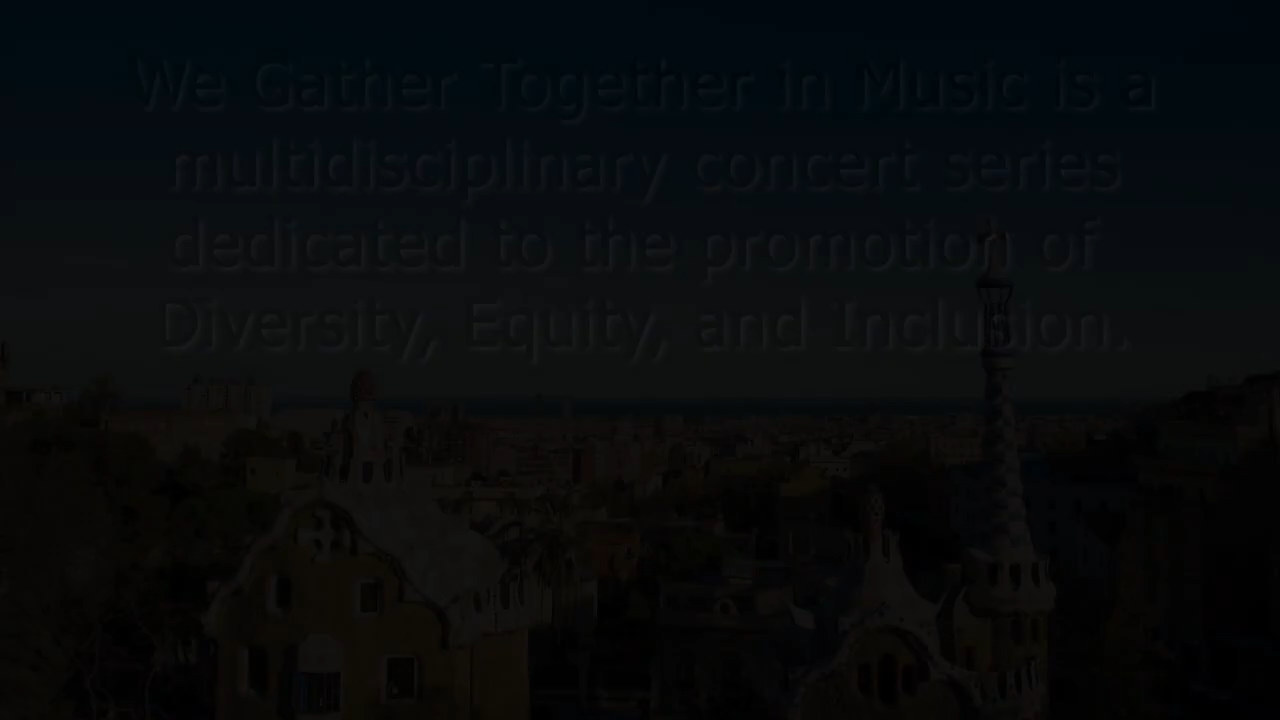 We Gather Together in Music is a
multidisciplinary concert series
dedicated to the promotion of
Diversity, Equity, and Inclusion.